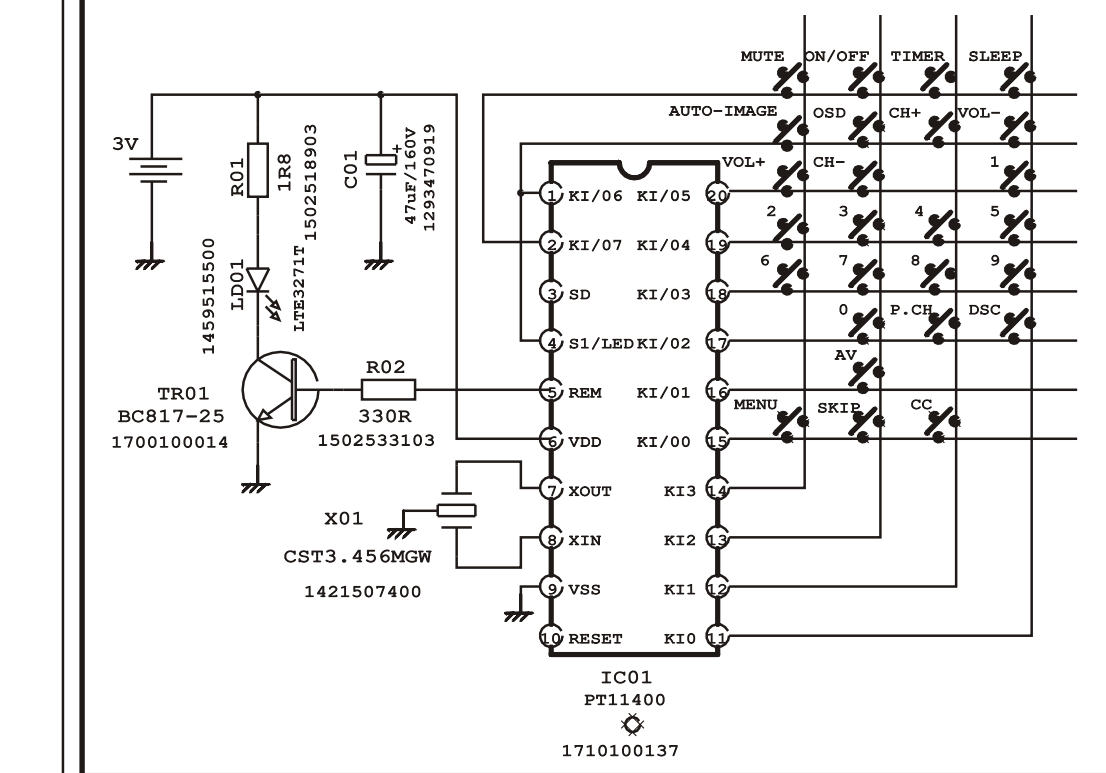 MUTE ON/OFF TIMER SLEEP
AUTO-IMAGE OSD CH+ VOL-
VOL+ CH- 1
2 3 4 5
6 7 8 9
0 P.CH DSC
AV
MENU SKIP CC
3V
R01
1R8
1502518903
C01
+
47uF/160V
1293470919
1459515500
LD01
LTE3271T
TR01
BC817-25
1700100014
R02
330R
1502533103
X01
CST3.456MGW
1421507400
1 KI/06 KI/05 20
2 KI/07 KI/04 19
3 SD KI/03 18
4 S1/LED KI/02 17
5 REM KI/01 16
6 VDD KI/00 15
7 XOUT KI3 14
8 XIN KI2 13
9 VSS KI1 12
10 RESET KI0 11
IC01
PT11400
1710100137